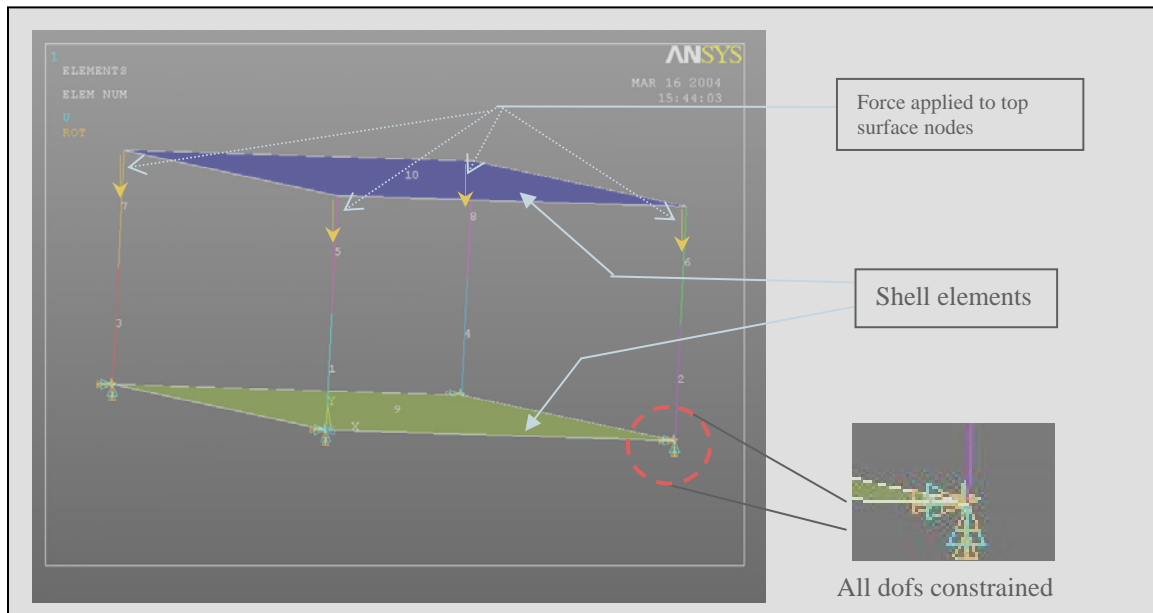 1
ANSYS
ELEMENTS
MAR 16 2004
ELEM NUM
15:44:03
U
ROT
Force applied to top
surface nodes
10
7
8
5
6
Shell elements
3
4
1
2
Y
9
X
All dofs constrained